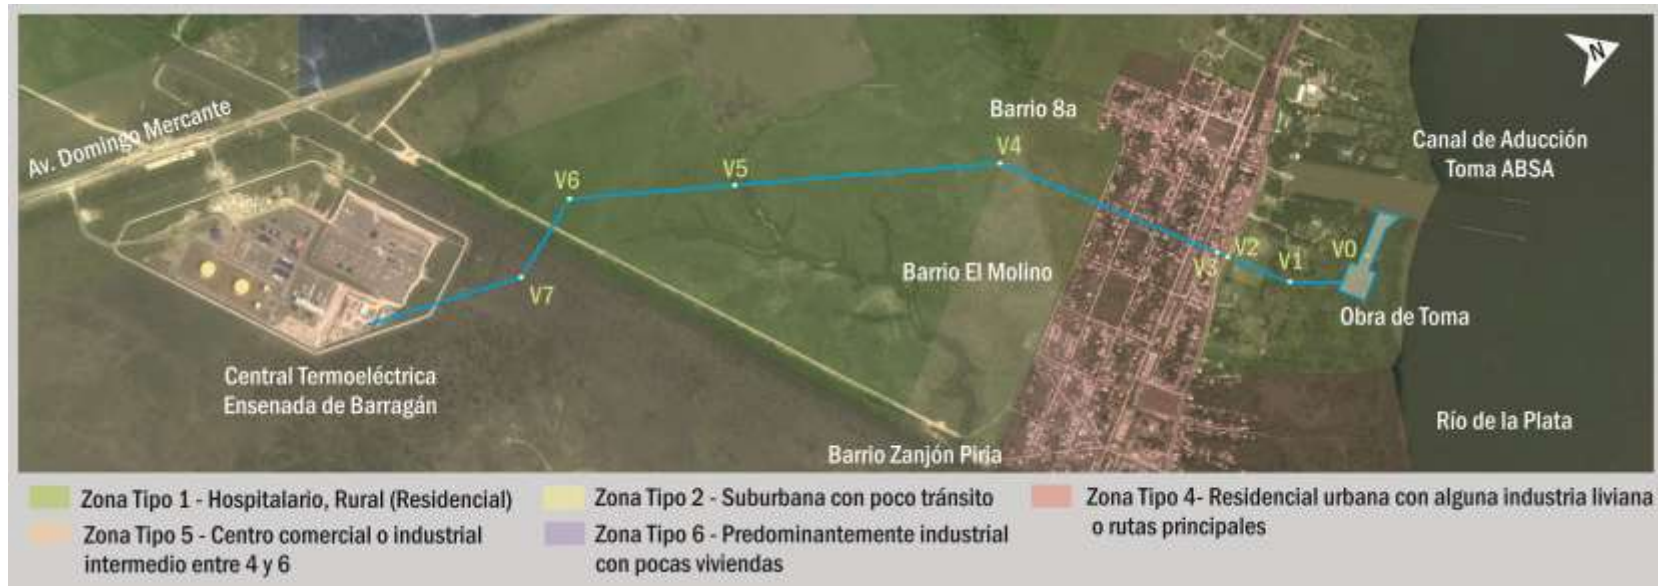 N
Av. Domingo Mercante
Barrio 8a
Canal de Aducción
Toma ABSA
V4
V5
V6
V2
V3
V1
V0
V7
Barrio El Molino
Obra de Toma
Central Termoeléctrica
Ensenada de Barragán
Río de la Plata
Barrio Zanjón Piria
Zona Tipo 1 - Hospitalario, Rural (Residencial)
Zona Tipo 2 - Suburbana con poco tránsito
Zona Tipo 4- Residencial urbana con alguna industria liviana
o rutas principales
Zona Tipo 5 - Centro comercial o industrial
intermedio entre 4 y 6
Zona Tipo 6 - Predominantemente industrial
con pocas viviendas